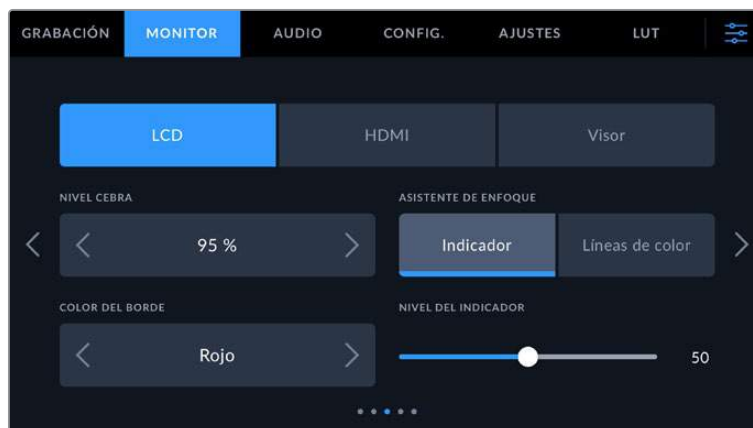 GRABACIÓN MONITOR AUDIO CONFIG. AJUSTES LUT
LCD HDMI Visor
NIVEL CEBRA ASISTENTE DE ENFOQUE
95 % Indicador Líneas de color
COLOR DEL BORDE NIVEL DEL INDICADOR
Rojo 50